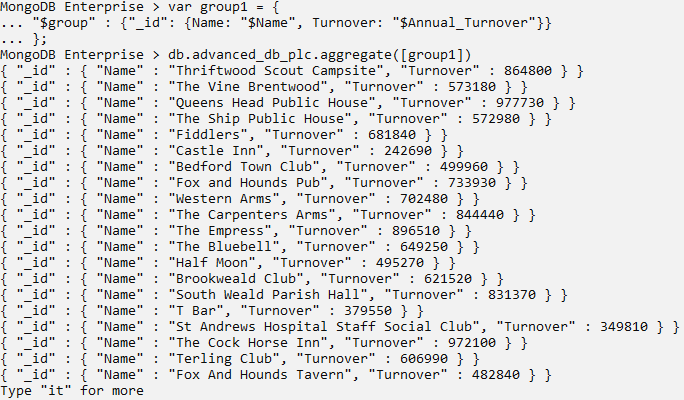 MongoDB Enterprise > var group1 = {
... "$group" : {"_id": {Name: "$Name", Turnover: "$Annual_Turnover"}}
... };
MongoDB Enterprise > db.advanced_db_plc.aggregate([group1])
{ "_id" : { "Name" : "Thriftwood Scout Campsite", "Turnover" : 864800 } }
{ "_id" : { "Name" : "The Vine Brentwood", "Turnover" : 573180 } }
{ "_id" : { "Name" : "Queens Head Public House", "Turnover" : 977730 } }
{ "_id" : { "Name" : "The Ship Public House", "Turnover" : 572980 } }
{ "_id" : { "Name" : "Fiddlers", "Turnover" : 681840 } }
{ "_id" : { "Name" : "Castle Inn", "Turnover" : 242690 } }
{ "_id" : { "Name" : "Bedford Town Club", "Turnover" : 499960 } }
{ "_id" : { "Name" : "Fox and Hounds Pub", "Turnover" : 733930 } }
{ "_id" : { "Name" : "Western Arms", "Turnover" : 702480 } }
{ "_id" : { "Name" : "The Carpenters Arms", "Turnover" : 844440 } }
{ "_id" : { "Name" : "The Empress", "Turnover" : 896510 } }
{ "_id" : { "Name" : "The Bluebell", "Turnover" : 649250 } }
{ "_id" : { "Name" : "Half Moon", "Turnover" : 495270 } }
{ "_id" : { "Name" : "Brookweald Club", "Turnover" : 621520 } }
{ "_id" : { "Name" : "South Weald Parish Hall", "Turnover" : 831370 } }
{ "_id" : { "Name" : "T Bar", "Turnover" : 379550 } }
{ "_id" : { "Name" : "St Andrews Hospital Staff Social Club", "Turnover" : 349810 } }
{ "_id" : { "Name" : "The Cock Horse Inn", "Turnover" : 972100 } }
{ "_id" : { "Name" : "Terling Club", "Turnover" : 606990 } }
{ "_id" : { "Name" : "Fox And Hounds Tavern", "Turnover" : 482840 } }
Type "it" for more